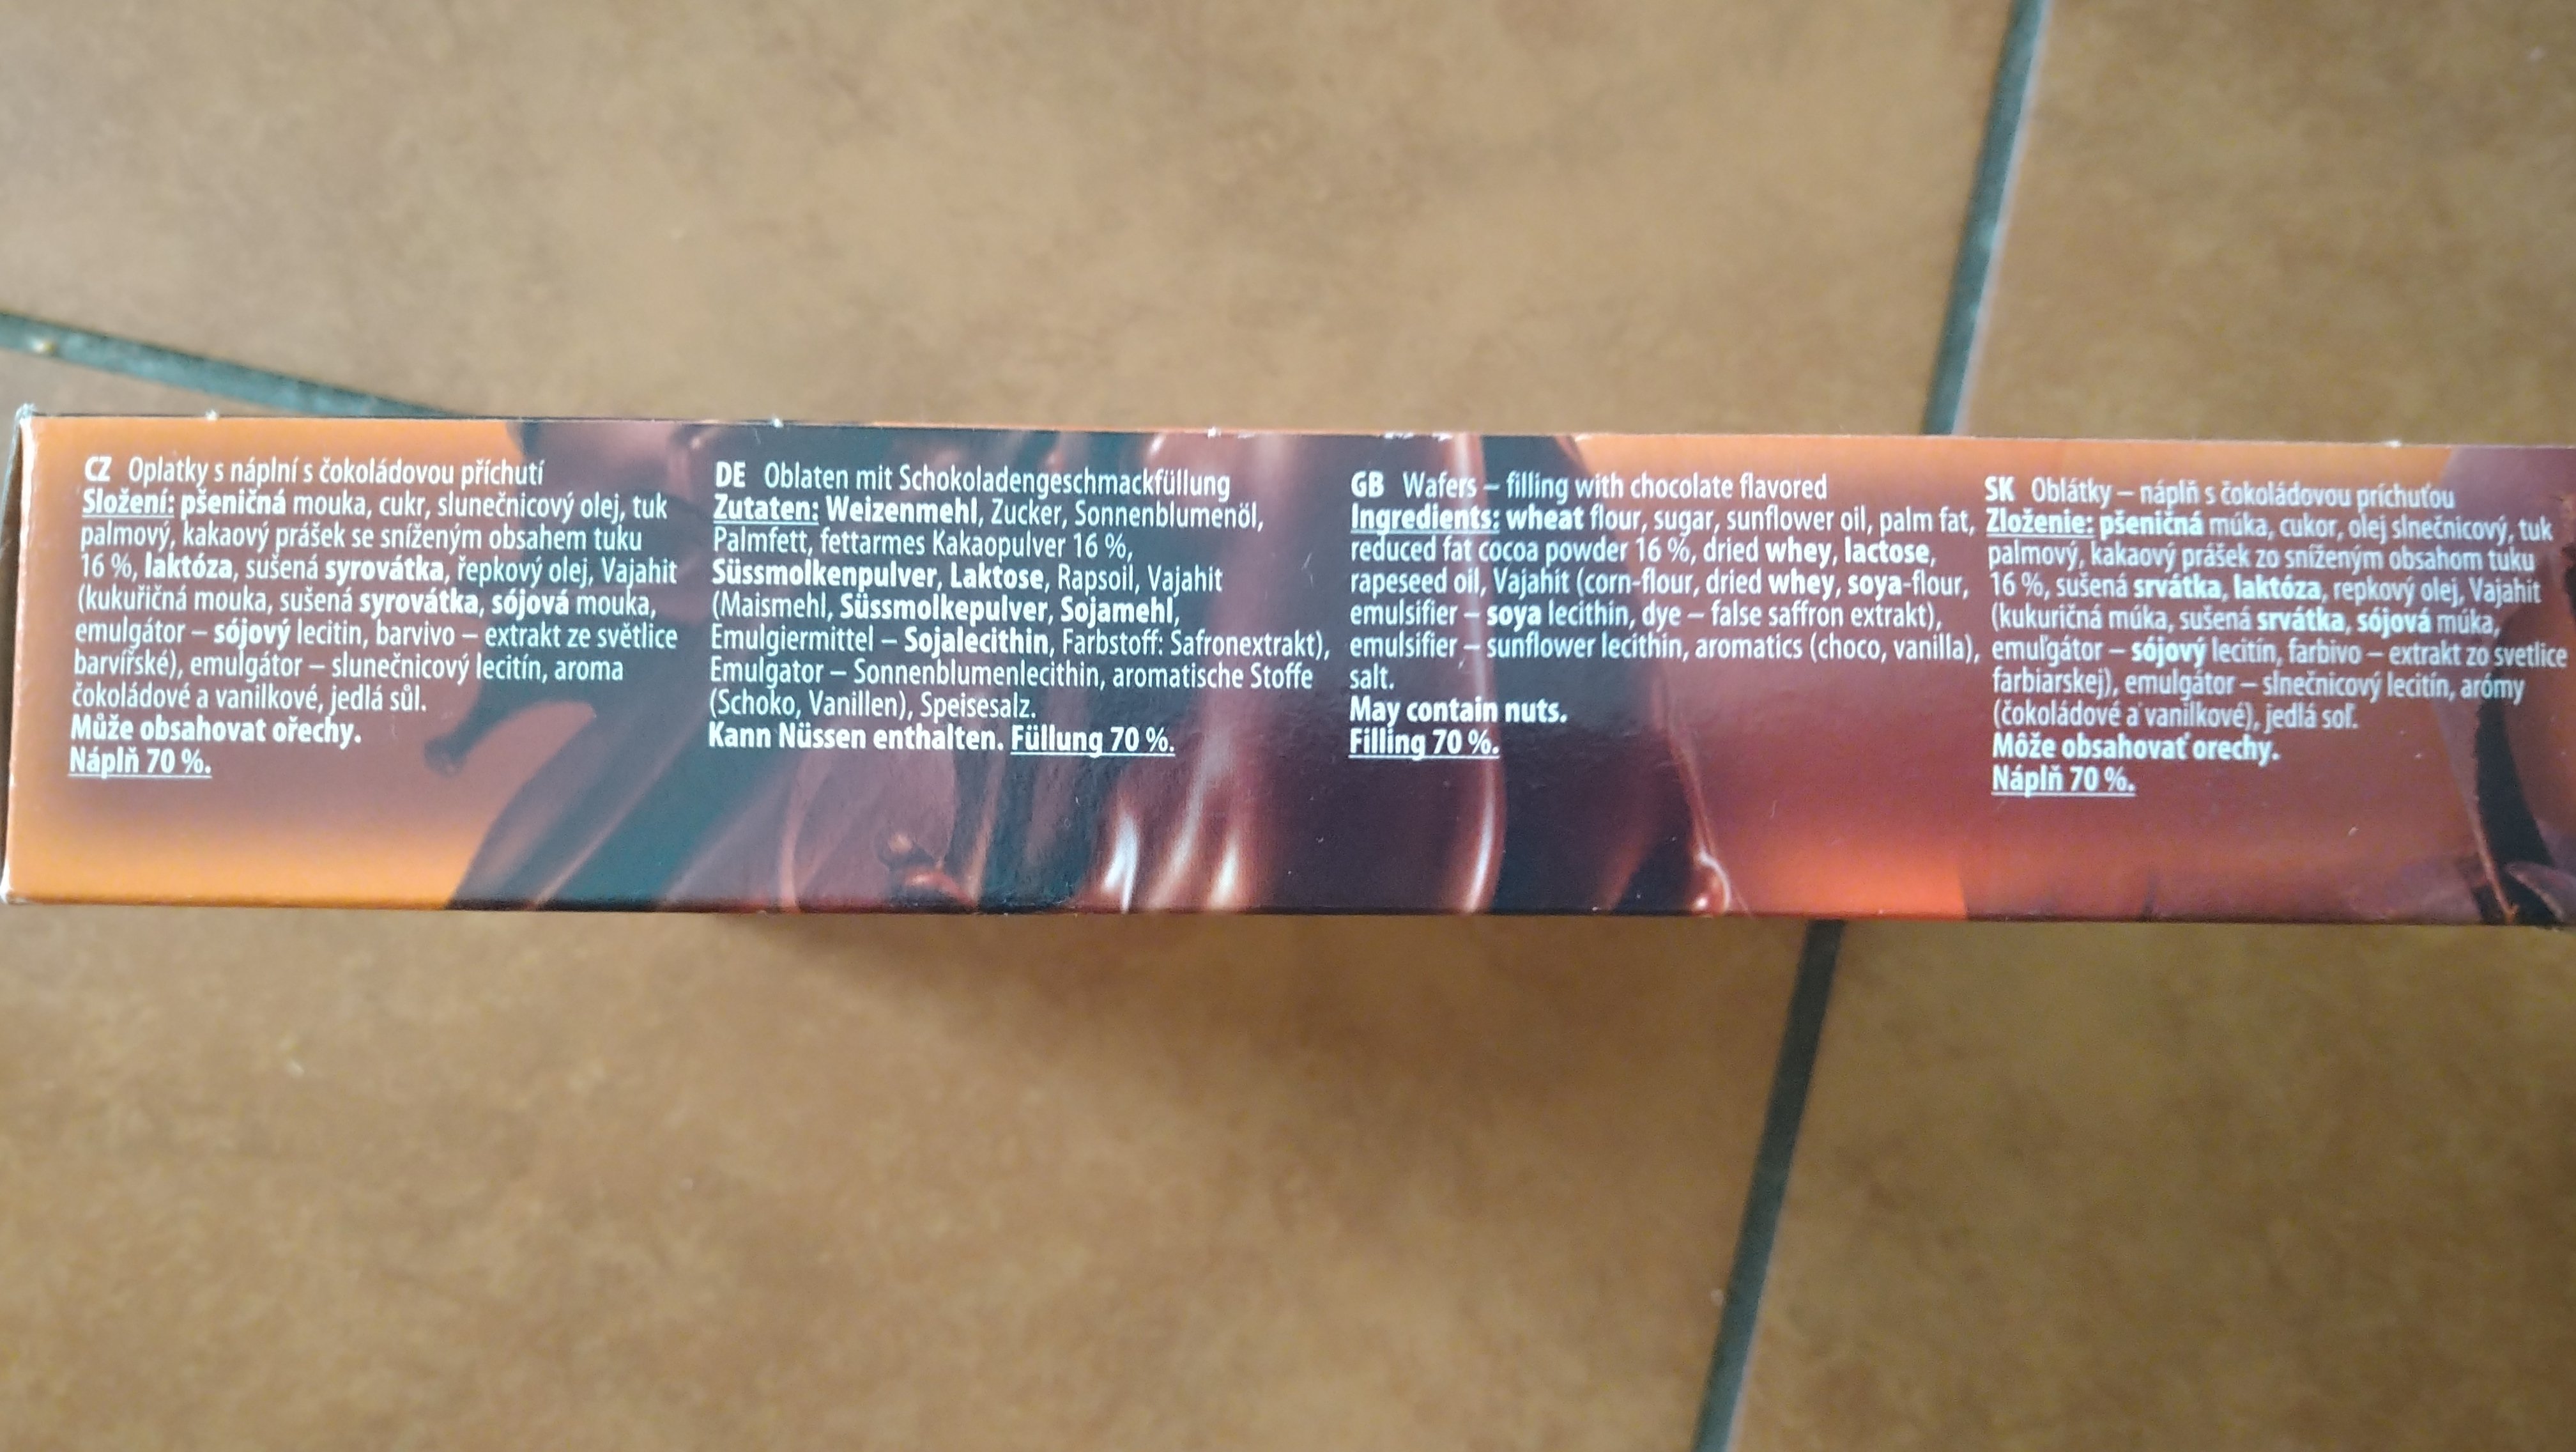 CZ Oplatky s náplní s čokoládovou příchutí
Složení: pšeničná mouka, cukr, slunečnicový olej, tuk
palmový, kakaový prášek se sníženým obsahem tuku
16 %, laktóza, sušená syrovátka, řepkový olej, Vajahit
(kukuřičná mouka, sušená syrovátka, sójová mouka,
emulgátor – sójový lecitin, barvivo – extrakt ze světlice
barvířské), emulgátor – slunečnicový lecitín, aroma
čokoládové a vanilkové, jedlá sůl.
Může obsahovat ořechy.
Náplň 70 %.
DE Oblaten mit Schokoladengeschmackfüllung
Zutaten: Weizenmehl, Zucker, Sonnenblumenöl,
Palmfett, fettarmes Kakaopulver 16 %,
Süssmolkenpulver, Laktose, Rapsoil, Vajahit
(Maismehl, Süssmolkepulver, Sojamehl,
Emulgiermittel – Sojalecithin, Farbstoff: Safronextrakt),
Emulgator – Sonnenblumenlecithin, aromatische Stoffe
(Schoko, Vanillen), Speisesalz.
Kann Nüssen enthalten. Füllung 70 %.
GB Wafers – filling with chocolate flavored
Ingredients: wheat flour, sugar, sunflower oil, palm fat,
reduced fat cocoa powder 16 %, dried whey, lactose,
rapeseed oil, Vajahit (corn-flour, dried whey, soya-flour,
emulsifier – soya lecithin, dye – false saffron extrakt),
emulsifier – sunflower lecithin, aromatics (choco, vanilla),
salt.
May contain nuts.
Filling 70 %.
SK Oblátky – náplň s čokoládovou príchuťou
Zloženie: pšeničná múka, cukor, olej slnečnicový, tuk
palmový, kakaový prášek zo sníženým obsahom tuku
16 %, sušená srvátka, laktóza, repkový olej, Vajahit
(kukuričná múka, sušená srvátka, sójová múka,
emuľgátor – sójový lecitín, farbivo – extrakt zo svetlice
farbiarskej), emulgátor – slnečnicový lecitín, arómy
(čokoládové a vanilkové), jedlá soľ.
Môže obsahovať orechy.
Náplň 70 %.